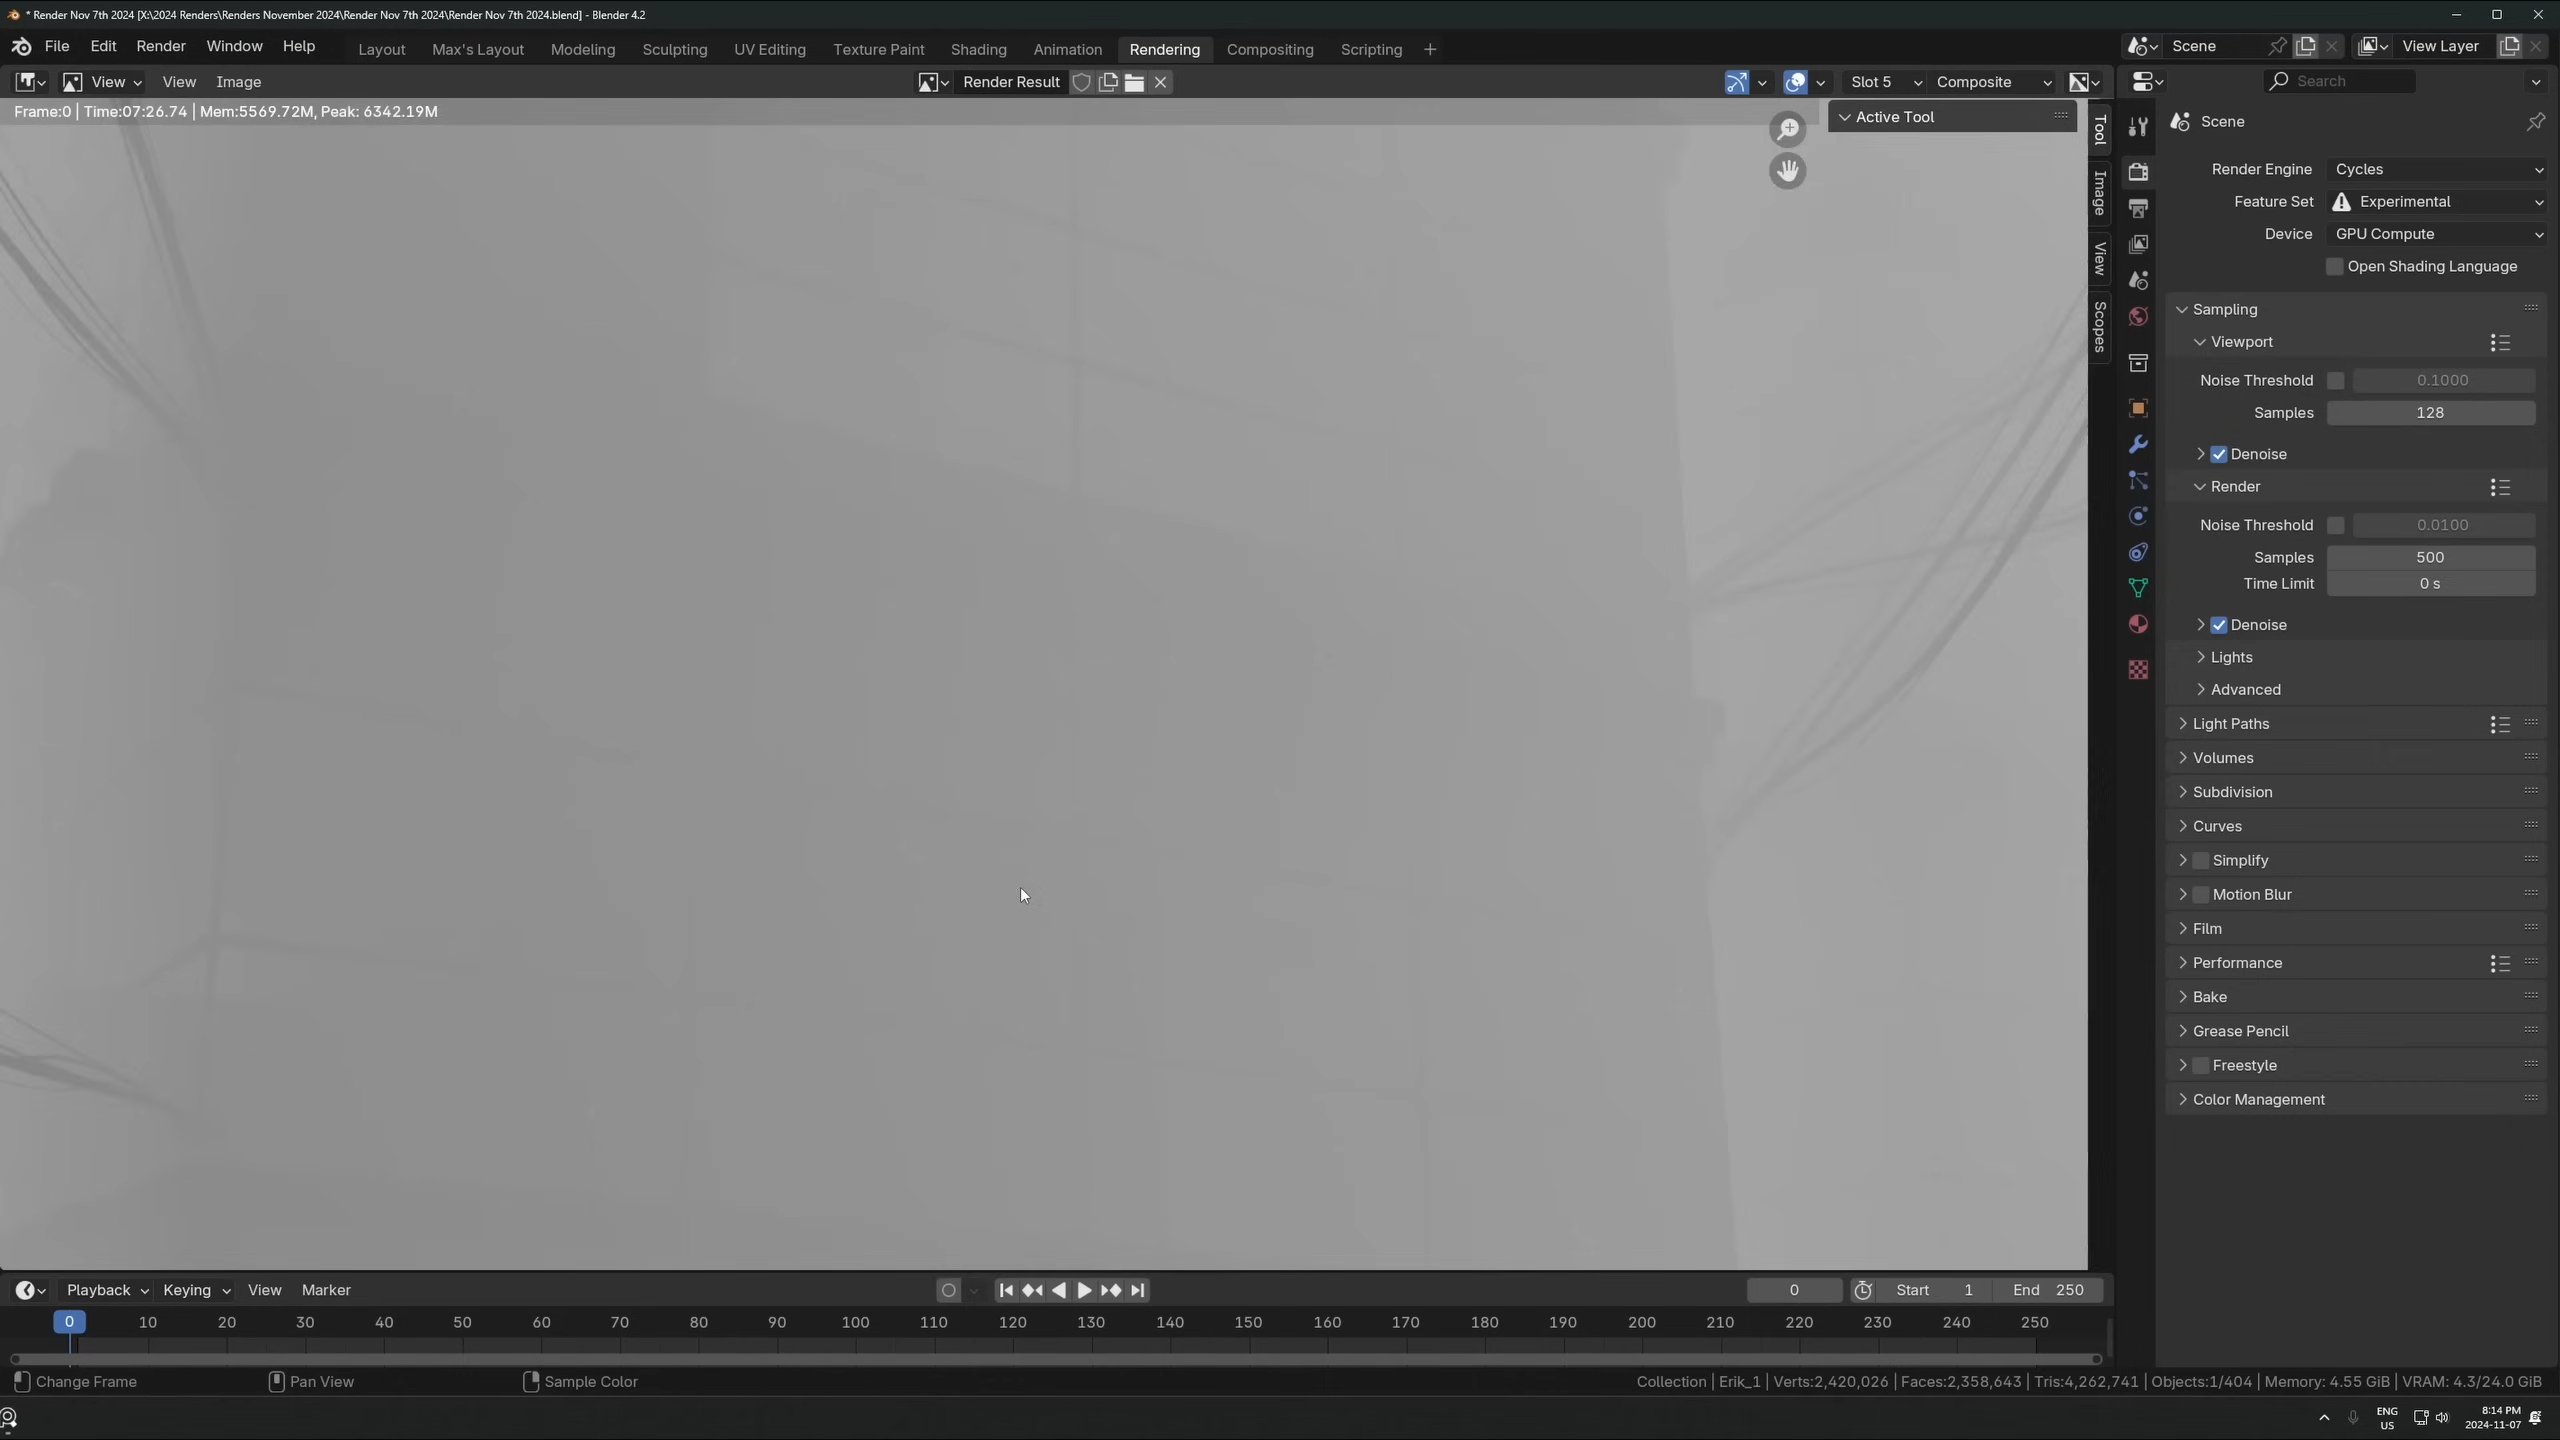 * Render Nov 7th 2024 [X:\2024 Renders\Renders November 2024\Render Nov 7th 2024\Render Nov 7th 2024.blend] - Blender 4.2
File Edit Render Window Help Layout Max's Layout Modeling Sculpting UV Editing Texture Paint Shading Animation Rendering Compositing Scripting + Scene View Layer
View View Image Render Result Slot 5 Composite Search
Frame:0 | Time:07:26.74 | Mem:5569.72M, Peak: 6342.19M
Active Tool
Tool
Image
View
Scopes
Scene
Render Engine Cycles
Feature Set Experimental
Device GPU Compute
Open Shading Language
Sampling
Viewport
Noise Threshold 0.1000
Samples 128
Denoise
Render
Noise Threshold 0.0100
Samples 500
Time Limit 0 s
Denoise
Lights
Advanced
Light Paths
Volumes
Subdivision
Curves
Simplify
Motion Blur
Film
Performance
Bake
Grease Pencil
Freestyle
Color Management
Playback Keying View Marker 0 Start 1 End 250
0 10 20 30 40 50 60 70 80 90 100 110 120 130 140 150 160 170 180 190 200 210 220 230 240 250
Change Frame Pan View Sample Color Collection | Erik_1 | Verts:2,420,026 | Faces:2,358,643 | Tris:4,262,741 | Objects:1/404 | Memory: 4.55 GiB | VRAM: 4.3/24.0 GiB
ENG
US
8:14 PM
2024-11-07